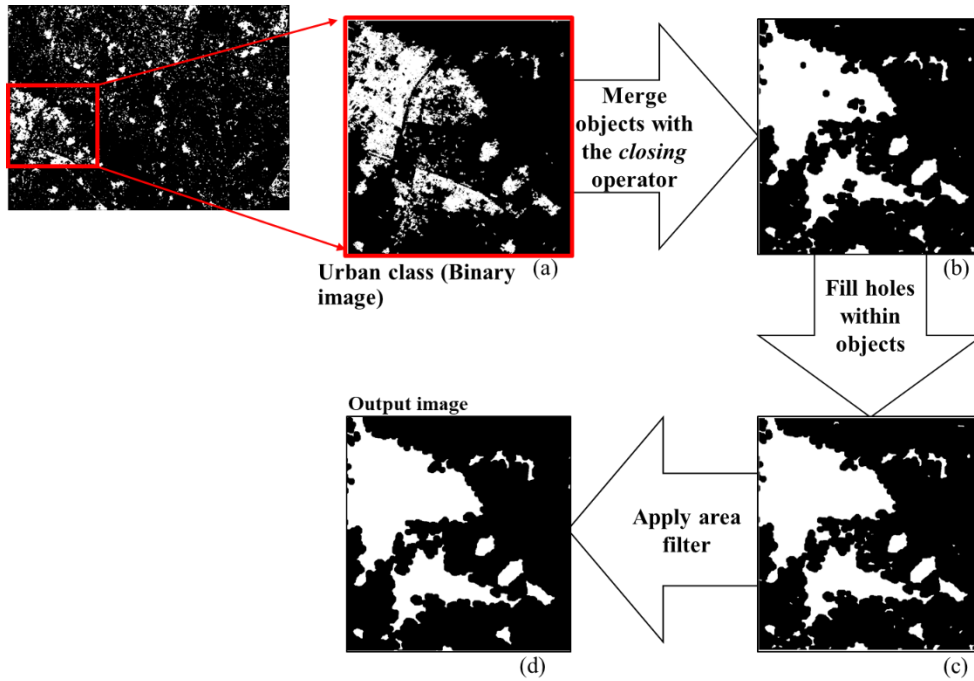 Merge
objects with
the closing
operator
(a)
(b)
Urban class (Binary
image)
Fill holes
within
objects
Output image
Apply area
filter
(d)
(c)